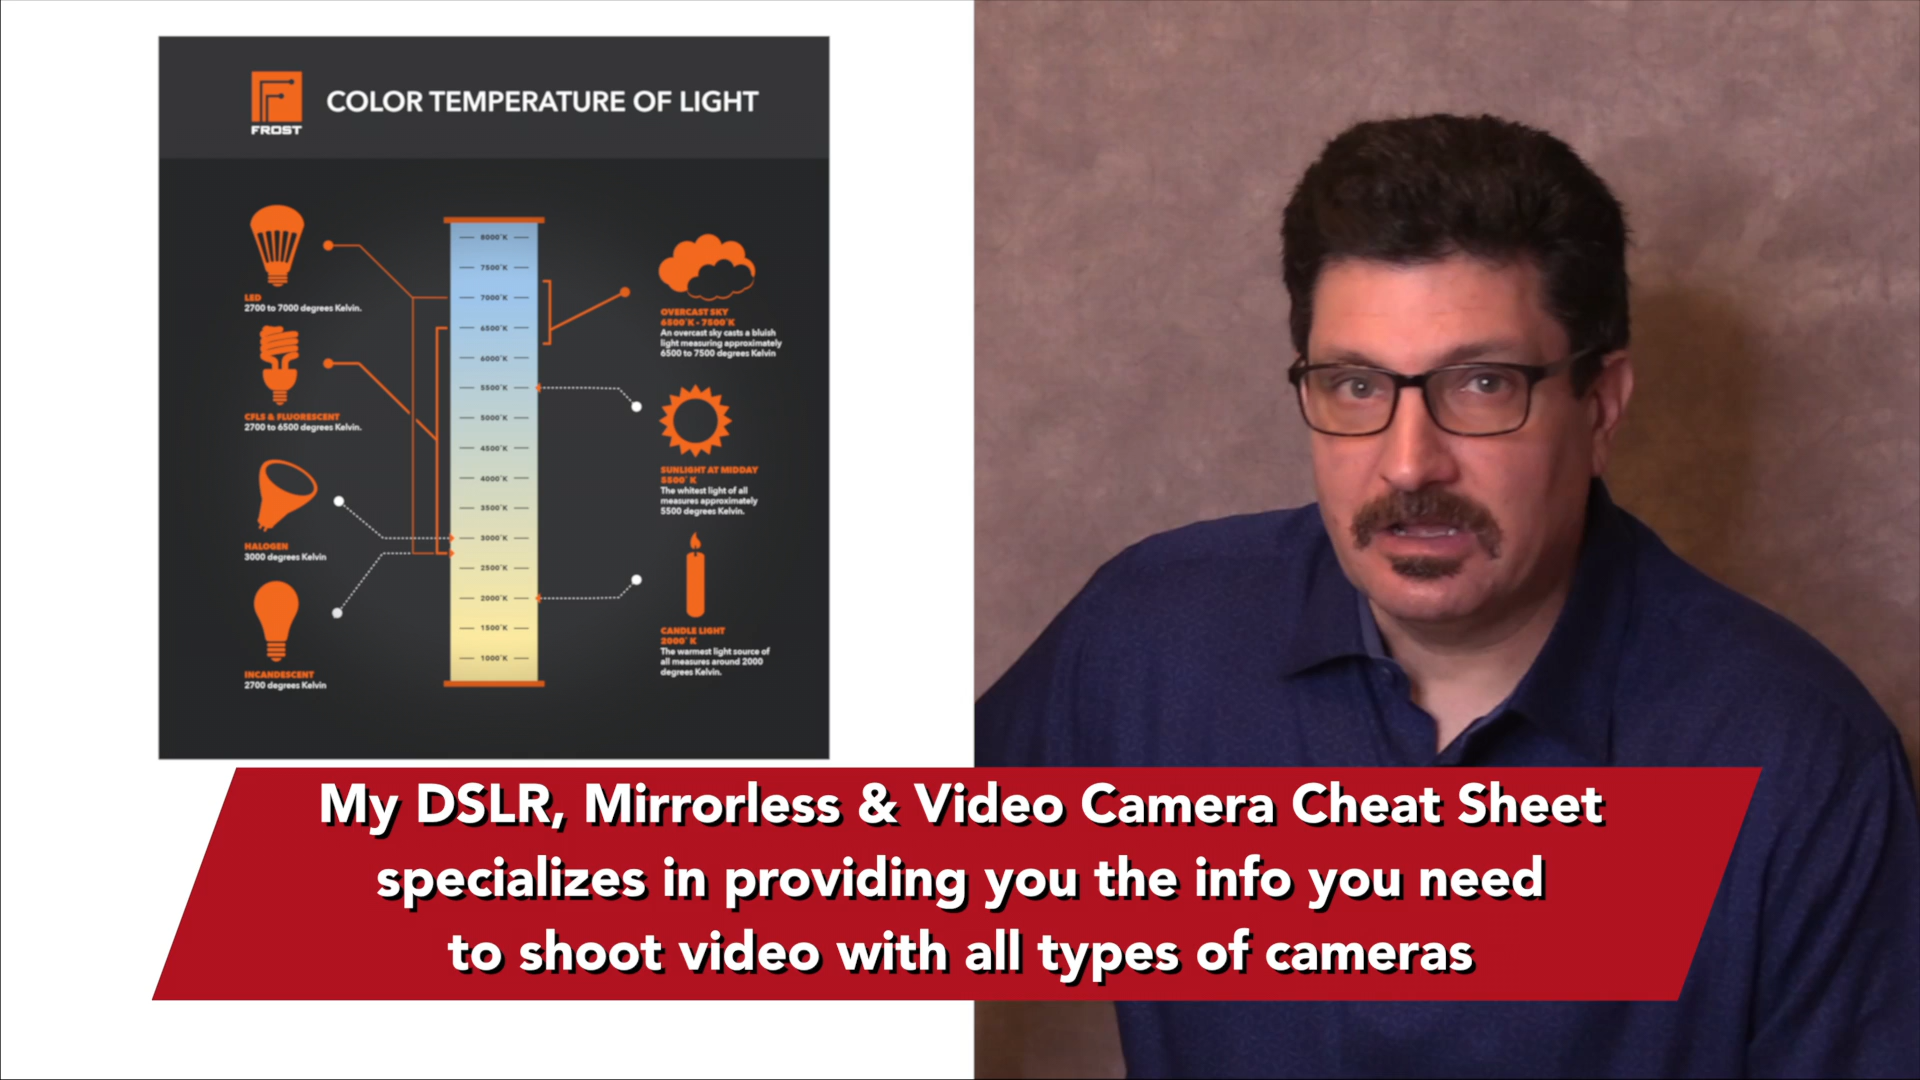 FROST
COLOR TEMPERATURE OF LIGHT
LED
2700 to 7000 degrees Kelvin.
CFLS & FLUORESCENT
2700 to 6500 degrees Kelvin.
HALOGEN
3000 degrees Kelvin
INCANDESCENT
2700 degrees Kelvin
8000°K
7500°K
7000°K
6500°K
6000°K
5500°K
5000°K
4500°K
4000°K
3500°K
3000°K
2500°K
2000°K
1500°K
1000°K
OVERCAST SKY
6500°K - 7500°K
An overcast sky casts a bluish
light measuring approximately
6500 to 7500 degrees Kelvin
SUNLIGHT AT MIDDAY
5500° K
The whitest light of all
measures approximately
5500 degrees Kelvin.
CANDLE LIGHT
2000° K
The warmest light source of
all measures around 2000
degrees Kelvin.
My DSLR, Mirrorless & Video Camera Cheat Sheet
specializes in providing you the info you need
to shoot video with all types of cameras